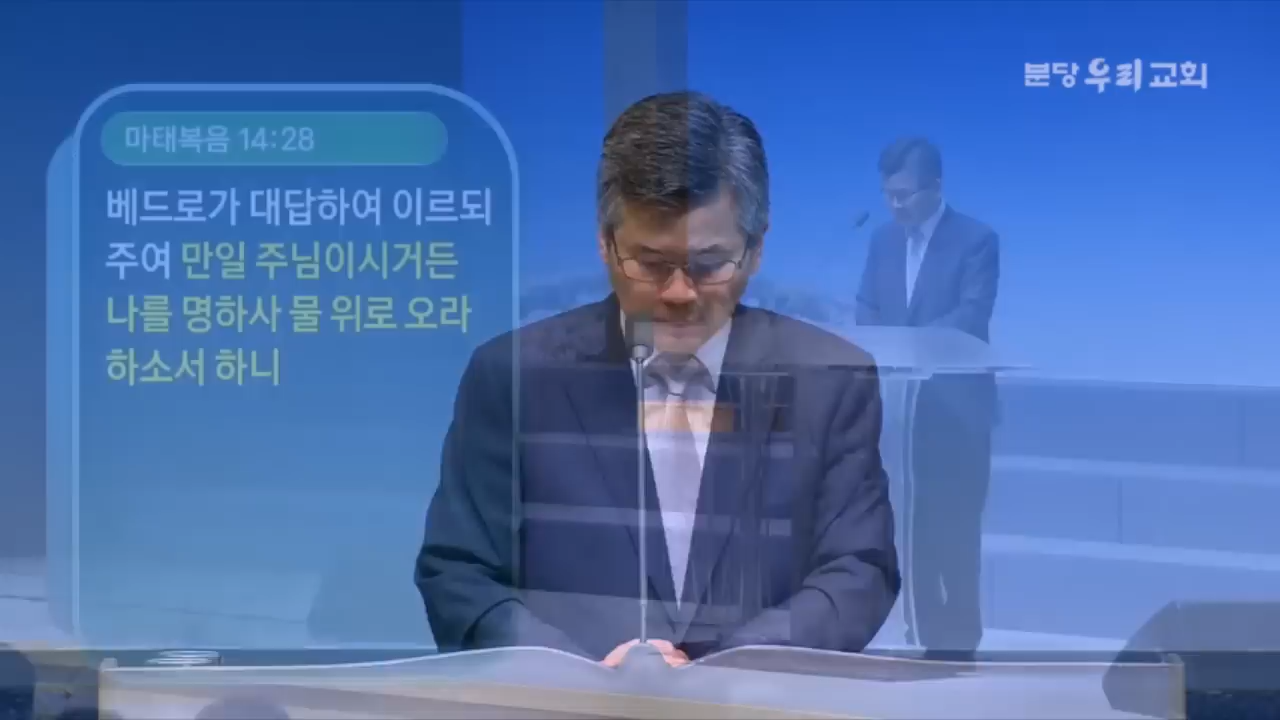 분당우리교회
마태복음 14:28
베드로가 대답하여 이르되
주여 만일 주님이시거든
나를 명하사 물 위로 오라
하소서 하니